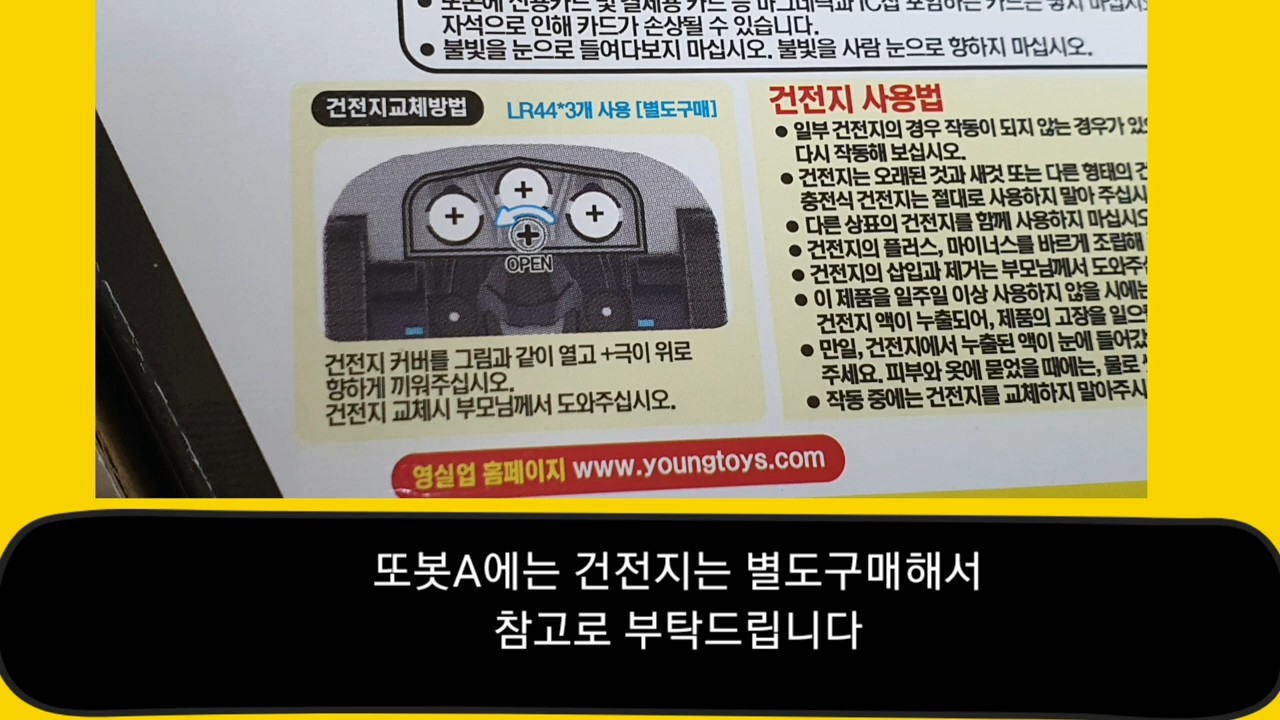 자석으로 인해 카드가 손상될 수 있습니다.
● 불빛을 눈으로 들여다보지 마십시오. 불빛을 사람 눈으로 향하지 마십시오.
건전지교체방법 LR44*3개 사용 [별도구매]
+
+
+
OPEN
건전지 커버를 그림과 같이 열고 +극이 위로
향하게 끼워주십시오.
건전지 교체시 부모님께서 도와주십시오.
건전지 사용법
● 일부 건전지의 경우 작동이 되지 않는 경우가
다시 작동해 보십시오.
● 건전지는 오래된 것과 새것 또는 다른 형태의
충전식 건전지는 절대로 사용하지 말아 주십시
● 다른 상표의 건전지를 함께 사용하지 마십시오
● 건전지의 플러스, 마이너스를 바르게 조립해
● 건전지의 삽입과 제거는 부모님께서
● 이 제품을 일주일 이상 사용하지 않을 시에는
건전지 액이 누출되어, 제품의 고장을
● 만일, 건전지에서 누출된 액이 눈에
주세요. 피부와 옷에 묻었을 때에는, 물로
● 작동 중에는 건전지를 교체하지 말아주시
영실업 홈페이지 www.youngtoys.com
또봇A에는 건전지는 별도구매해서
참고로 부탁드립니다